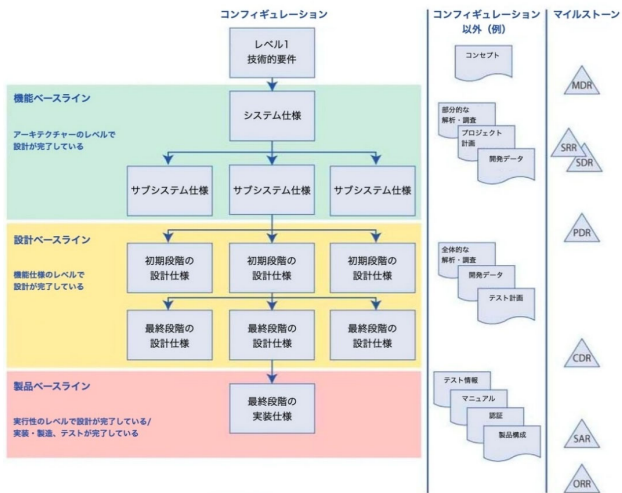 コンフィギュレーション
コンフィギュレーション
以外（例）
マイルストーン
レベル1
技術的要件
コンセプト
MDR
機能ベースライン
アーキテクチャーのレベルで
設計が完了している
システム仕様
サブシステム仕様
サブシステム仕様
サブシステム仕様
部分的な
解析・調査
プロジェクト
計画
開発データ
SRR
SDR
設計ベースライン
機能仕様のレベルで
設計が完了している
初期段階の
設計仕様
初期段階の
設計仕様
初期段階の
設計仕様
最終段階の
設計仕様
最終段階の
設計仕様
最終段階の
設計仕様
全体的な
解析・調査
開発データ
テスト計画
PDR
CDR
製品ベースライン
実行性のレベルで設計が完了している/
実装・製造、テストが完了している
最終段階の
実装仕様
テスト情報
マニュアル
認証
製品構成
SAR
ORR